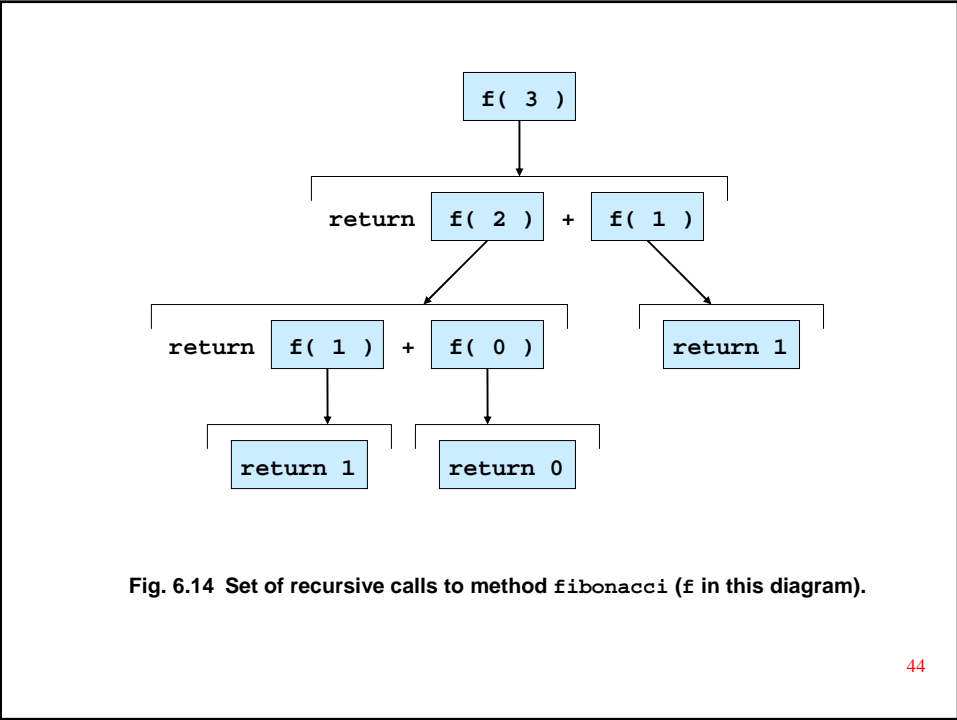 f( 3 )
return f( 2 ) + f( 1 )
return f( 1 ) + f( 0 ) return 1
return 1 return 0
Fig. 6.14 Set of recursive calls to method fibonacci (f in this diagram).
44